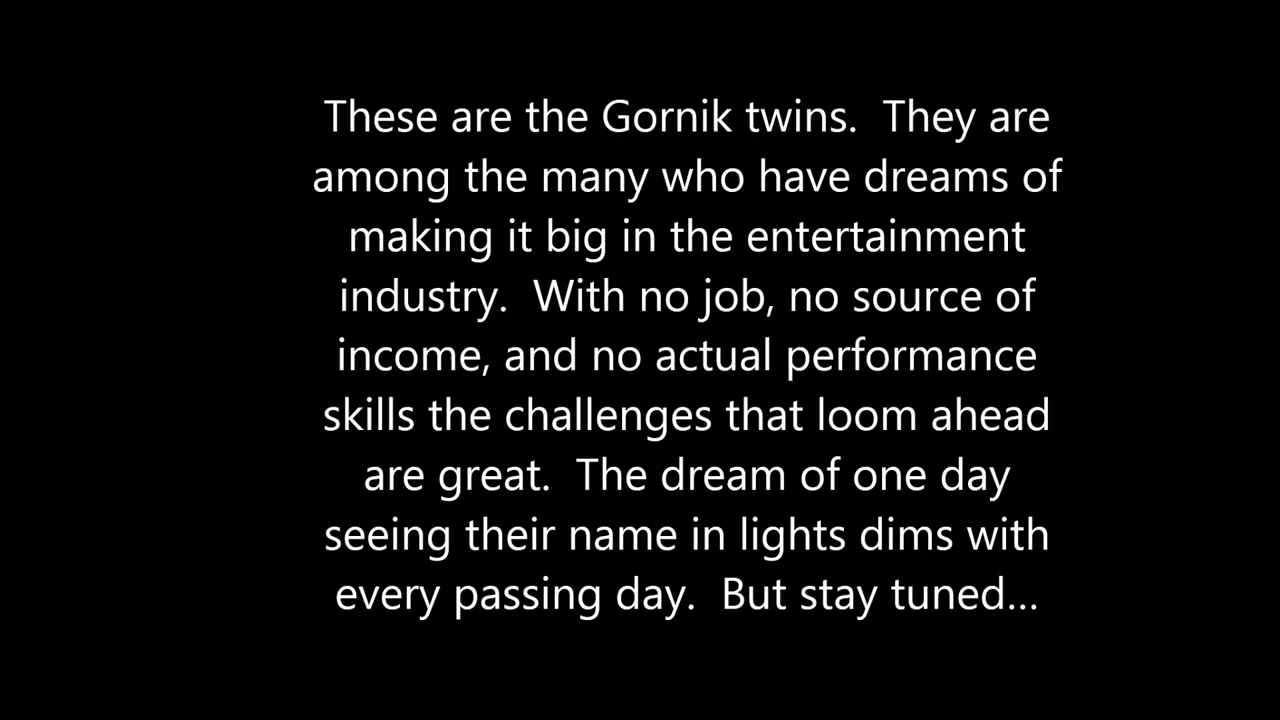 These are the Gornik twins.  They are
among the many who have dreams of
making it big in the entertainment
industry.  With no job, no source of
income, and no actual performance
skills the challenges that loom ahead
are great.  The dream of one day
seeing their name in lights dims with
every passing day.  But stay tuned...